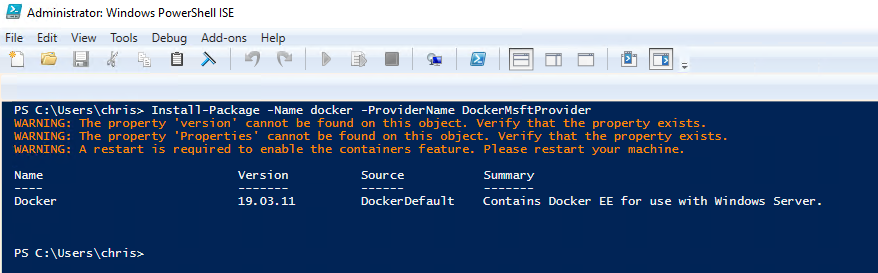 Administrator: Windows PowerShell ISE
File Edit View Tools Debug Add-ons Help
PS C:\Users\chris> Install-Package -Name docker -ProviderName DockerMsftProvider
WARNING: The property 'version' cannot be found on this object. Verify that the property exists.
WARNING: The property 'Properties' cannot be found on this object. Verify that the property exists.
WARNING: A restart is required to enable the containers feature. Please restart your machine.
Name Version Source Summary
---- ------- ------ -------
Docker 19.03.11 DockerDefault Contains Docker EE for use with Windows Server.
PS C:\Users\chris>